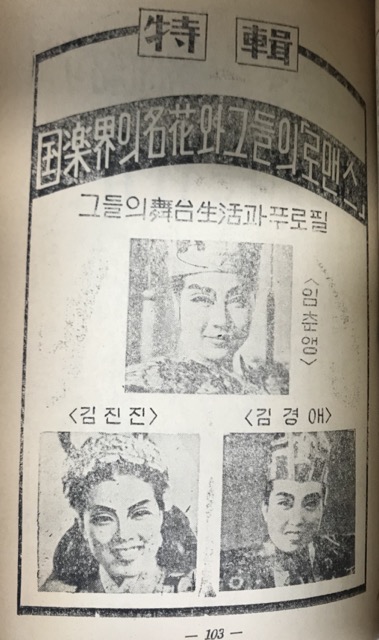 特輯
国楽界의名花와그들의로맨스
그들의舞台生活과푸로필
<임춘앵>
<김진진>
<김경애>
— 103 —